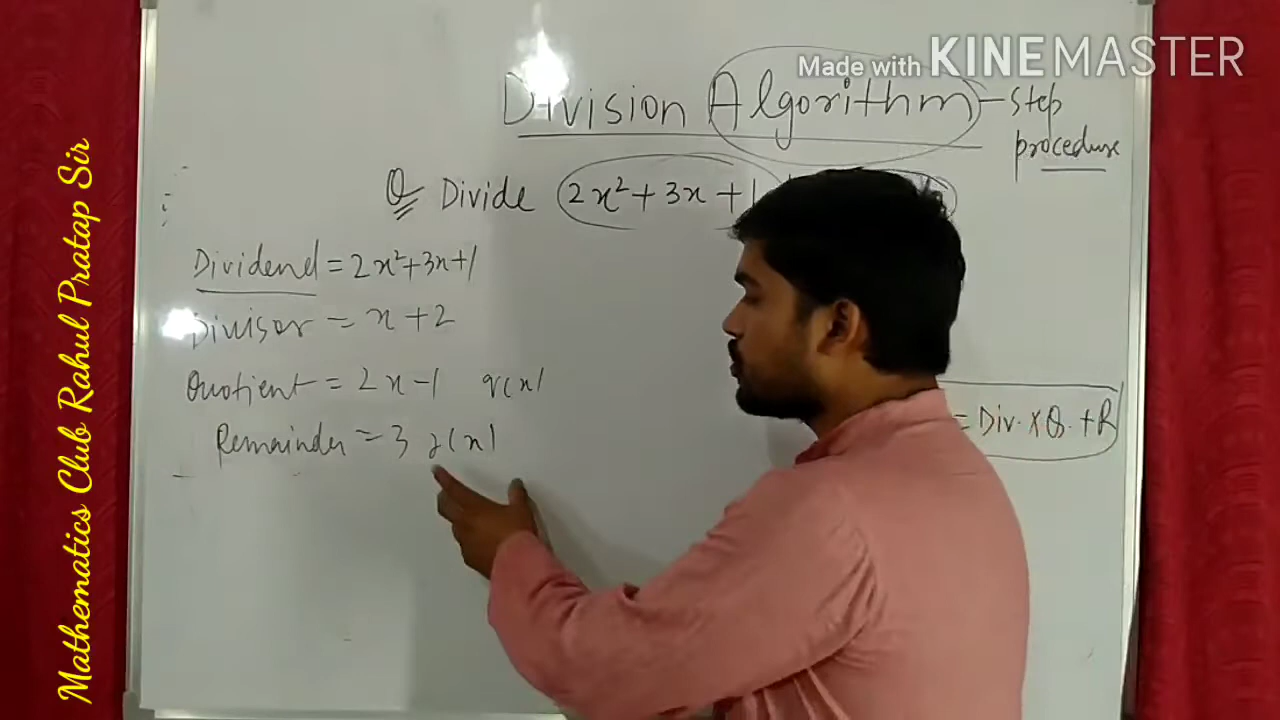 Made with KINEMASTER
Division Algorithm - step
procedure
Q Divide 2x²+3x+1
Dividend = 2x²+3x+1
Divisor = x+2
Quotient = 2x-1 q(x)
Remainder = 3 r(x)
= Div. x Q. + R
Mathematics Club Rahul Pratap Sir